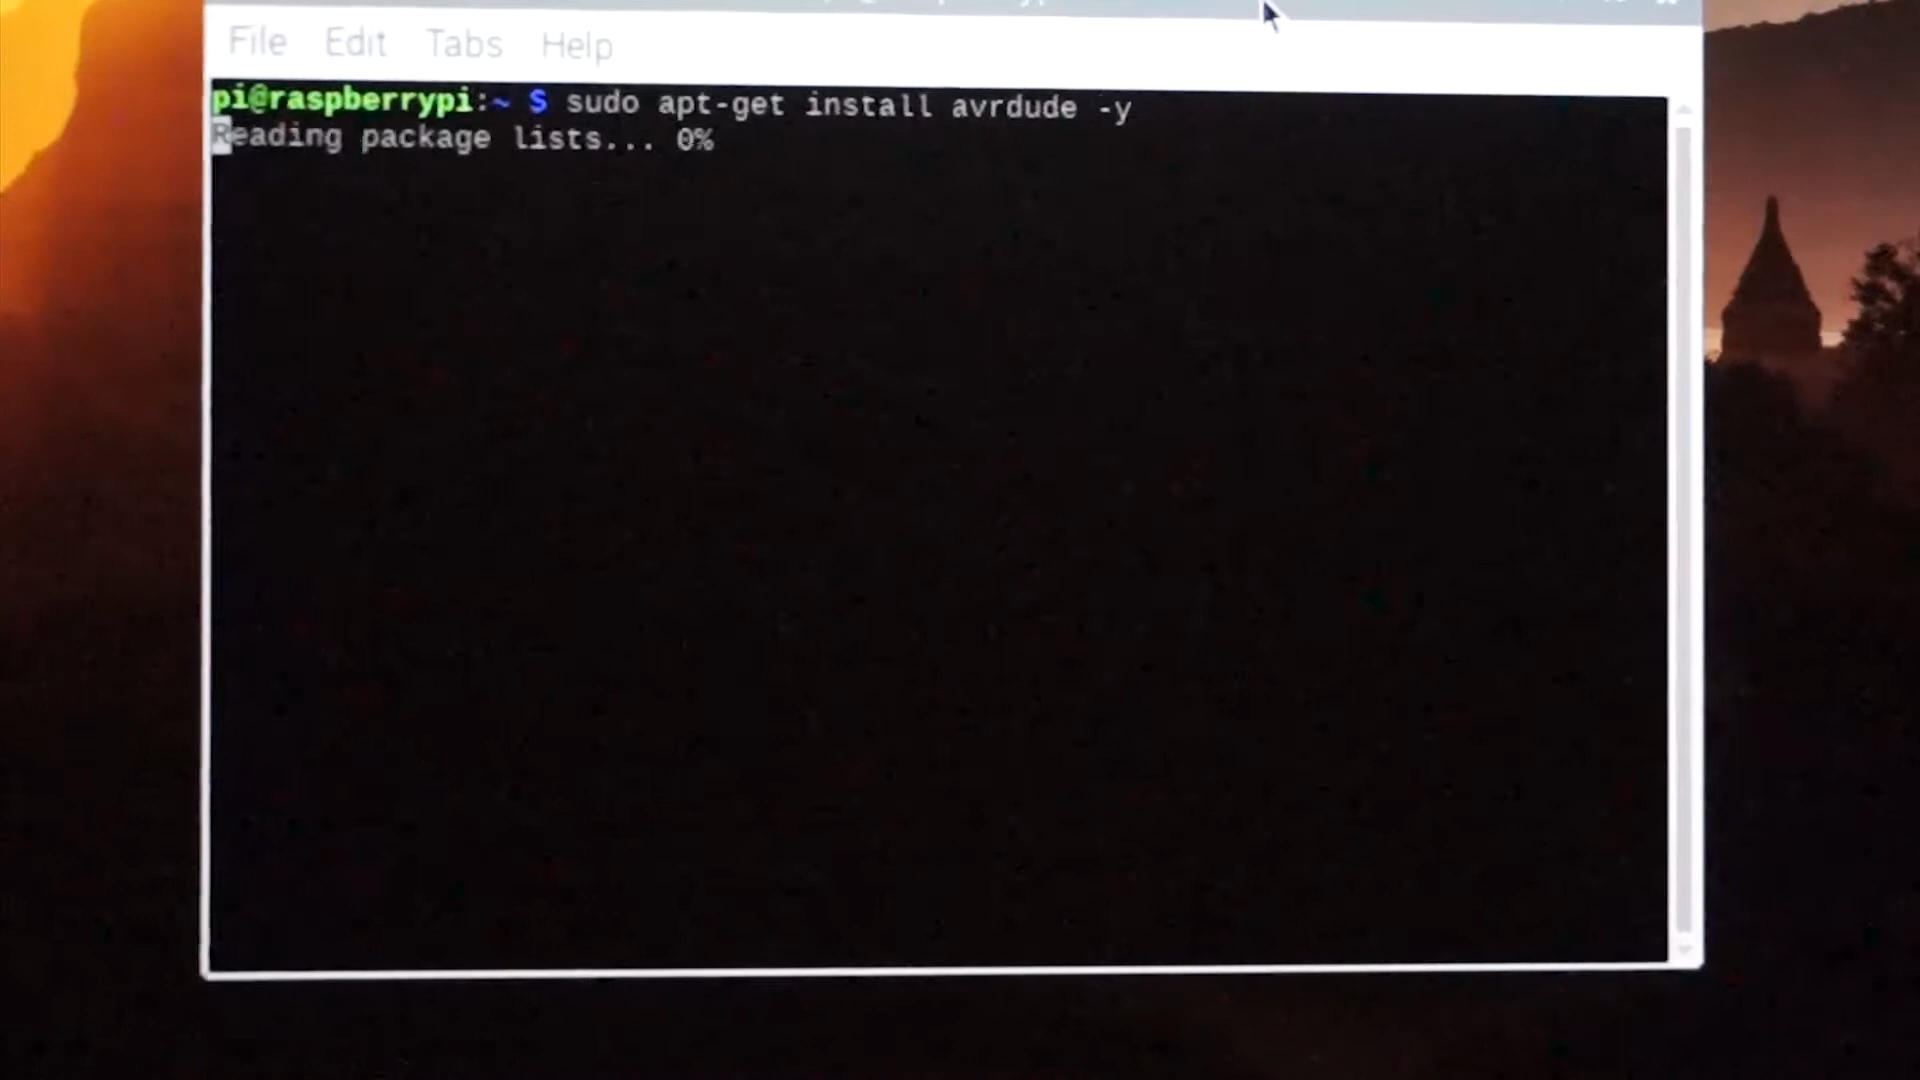 File Edit Tabs Help
pi@raspberrypi:~ $ sudo apt-get install avrdude -y
Reading package lists... 0%